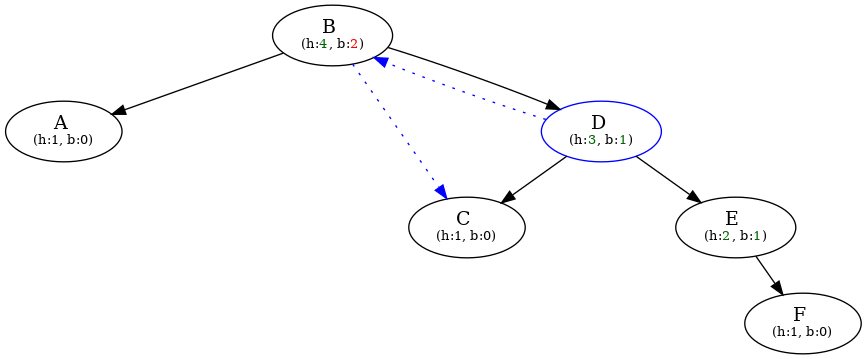 B
(h:4, b:2)
A
(h:1, b:0)
D
(h:3, b:1)
C
(h:1, b:0)
E
(h:2, b:1)
F
(h:1, b:0)